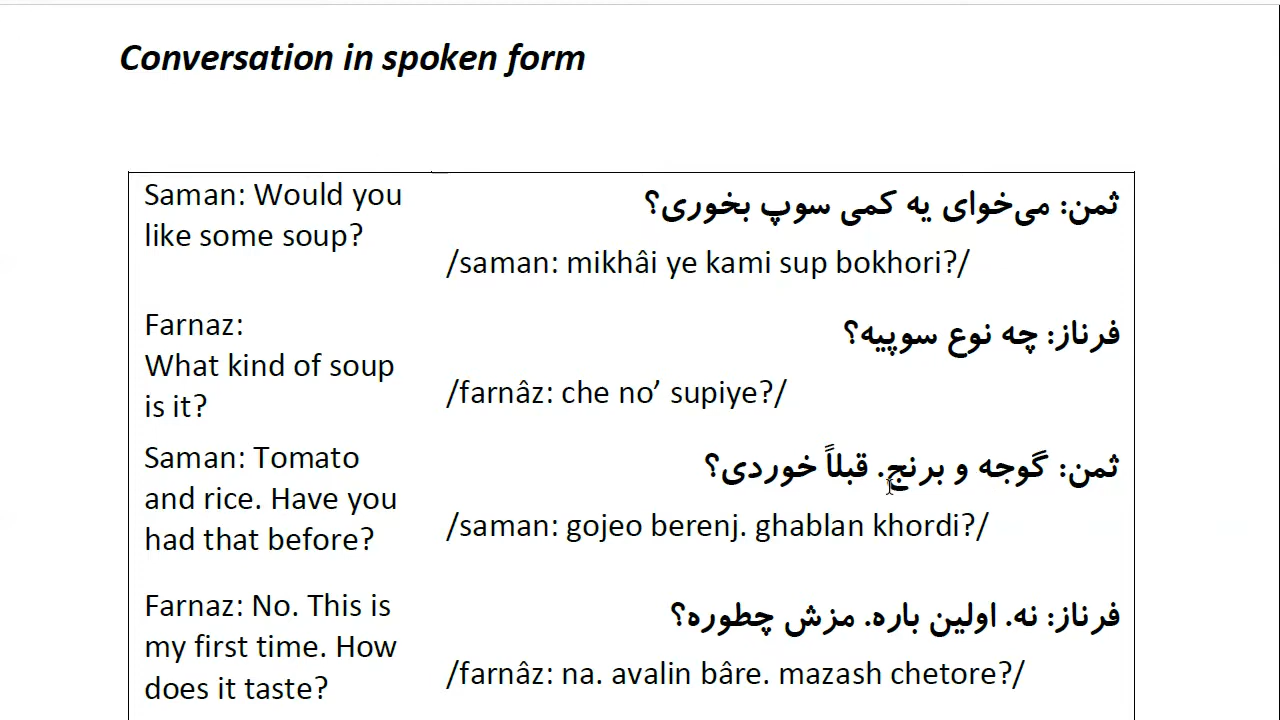 Conversation in spoken form
Saman: Would you
like some soup?
ثمن: می‌خوای یه کمی سوپ بخوری؟
/saman: mikhâi ye kami sup bokhori?/
Farnaz:
What kind of soup
is it?
فرناز: چه نوع سوپیه؟
/farnâz: che no’ supiye?/
Saman: Tomato
and rice. Have you
had that before?
ثمن: گوجه و برنج. قبلاً خوردی؟
/saman: gojeo berenj. ghablan khordi?/
Farnaz: No. This is
my first time. How
does it taste?
فرناز: نه. اولین باره. مزش چطوره؟
/farnâz: na. avalin bâre. mazash chetore?/